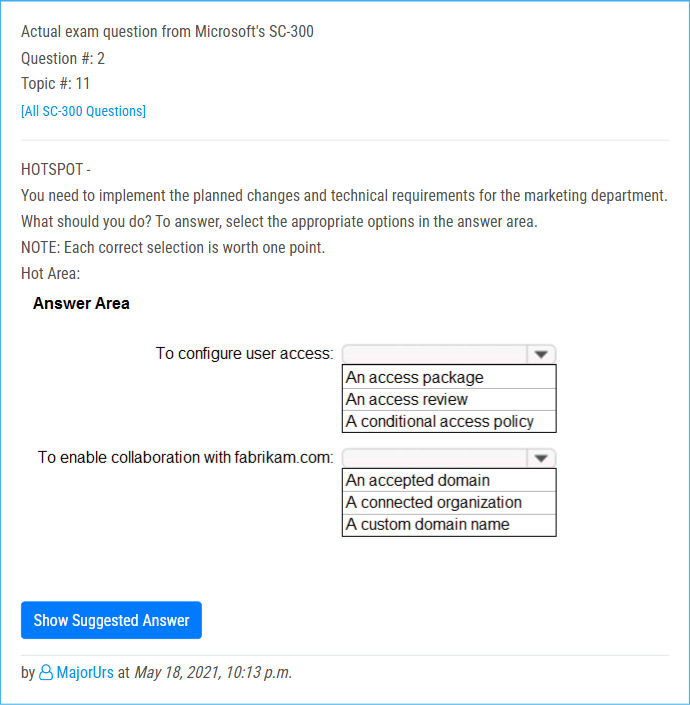 Actual exam question from Microsoft's SC-300
Question #: 2
Topic #: 11
[All SC-300 Questions]
HOTSPOT -
You need to implement the planned changes and technical requirements for the marketing department.
What should you do? To answer, select the appropriate options in the answer area.
NOTE: Each correct selection is worth one point.
Hot Area:
Answer Area
To configure user access:
An access package
An access review
A conditional access policy
To enable collaboration with fabrikam.com:
An accepted domain
A connected organization
A custom domain name
Show Suggested Answer
by MajorUrs at May 18, 2021, 10:13 p.m.